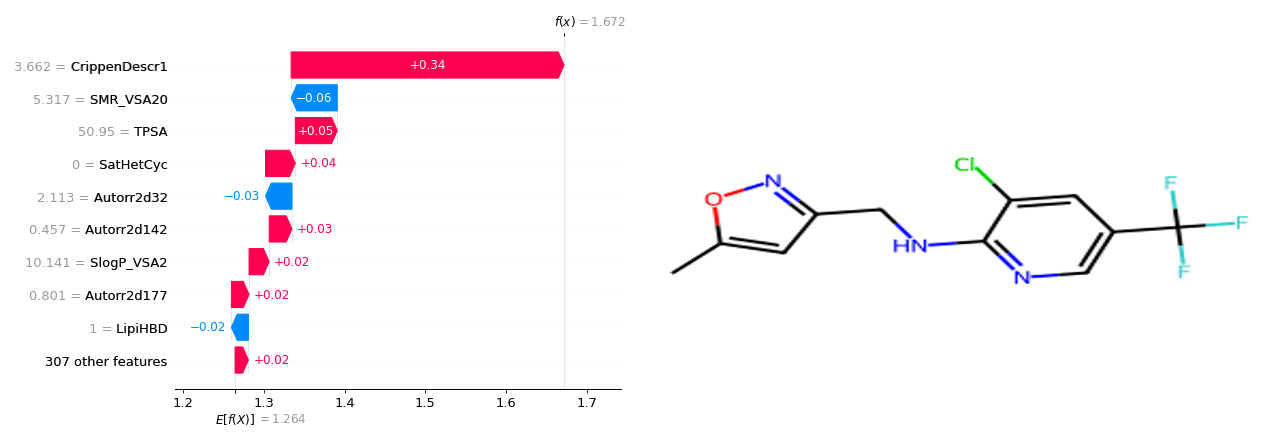 f(x) = 1.672
3.662 = CrippenDescr1
+0.34
5.317 = SMR_VSA20
−0.06
50.95 = TPSA
+0.05
0 = SatHetCyc
+0.04
2.113 = Autorr2d32
−0.03
0.457 = Autorr2d142
+0.03
10.141 = SlogP_VSA2
+0.02
0.801 = Autorr2d177
+0.02
1 = LipiHBD
−0.02
307 other features
+0.02
1.2 1.3 1.4 1.5 1.6 1.7
E[f(X)] = 1.264
Cl
F
N
O
F
HN
F
N